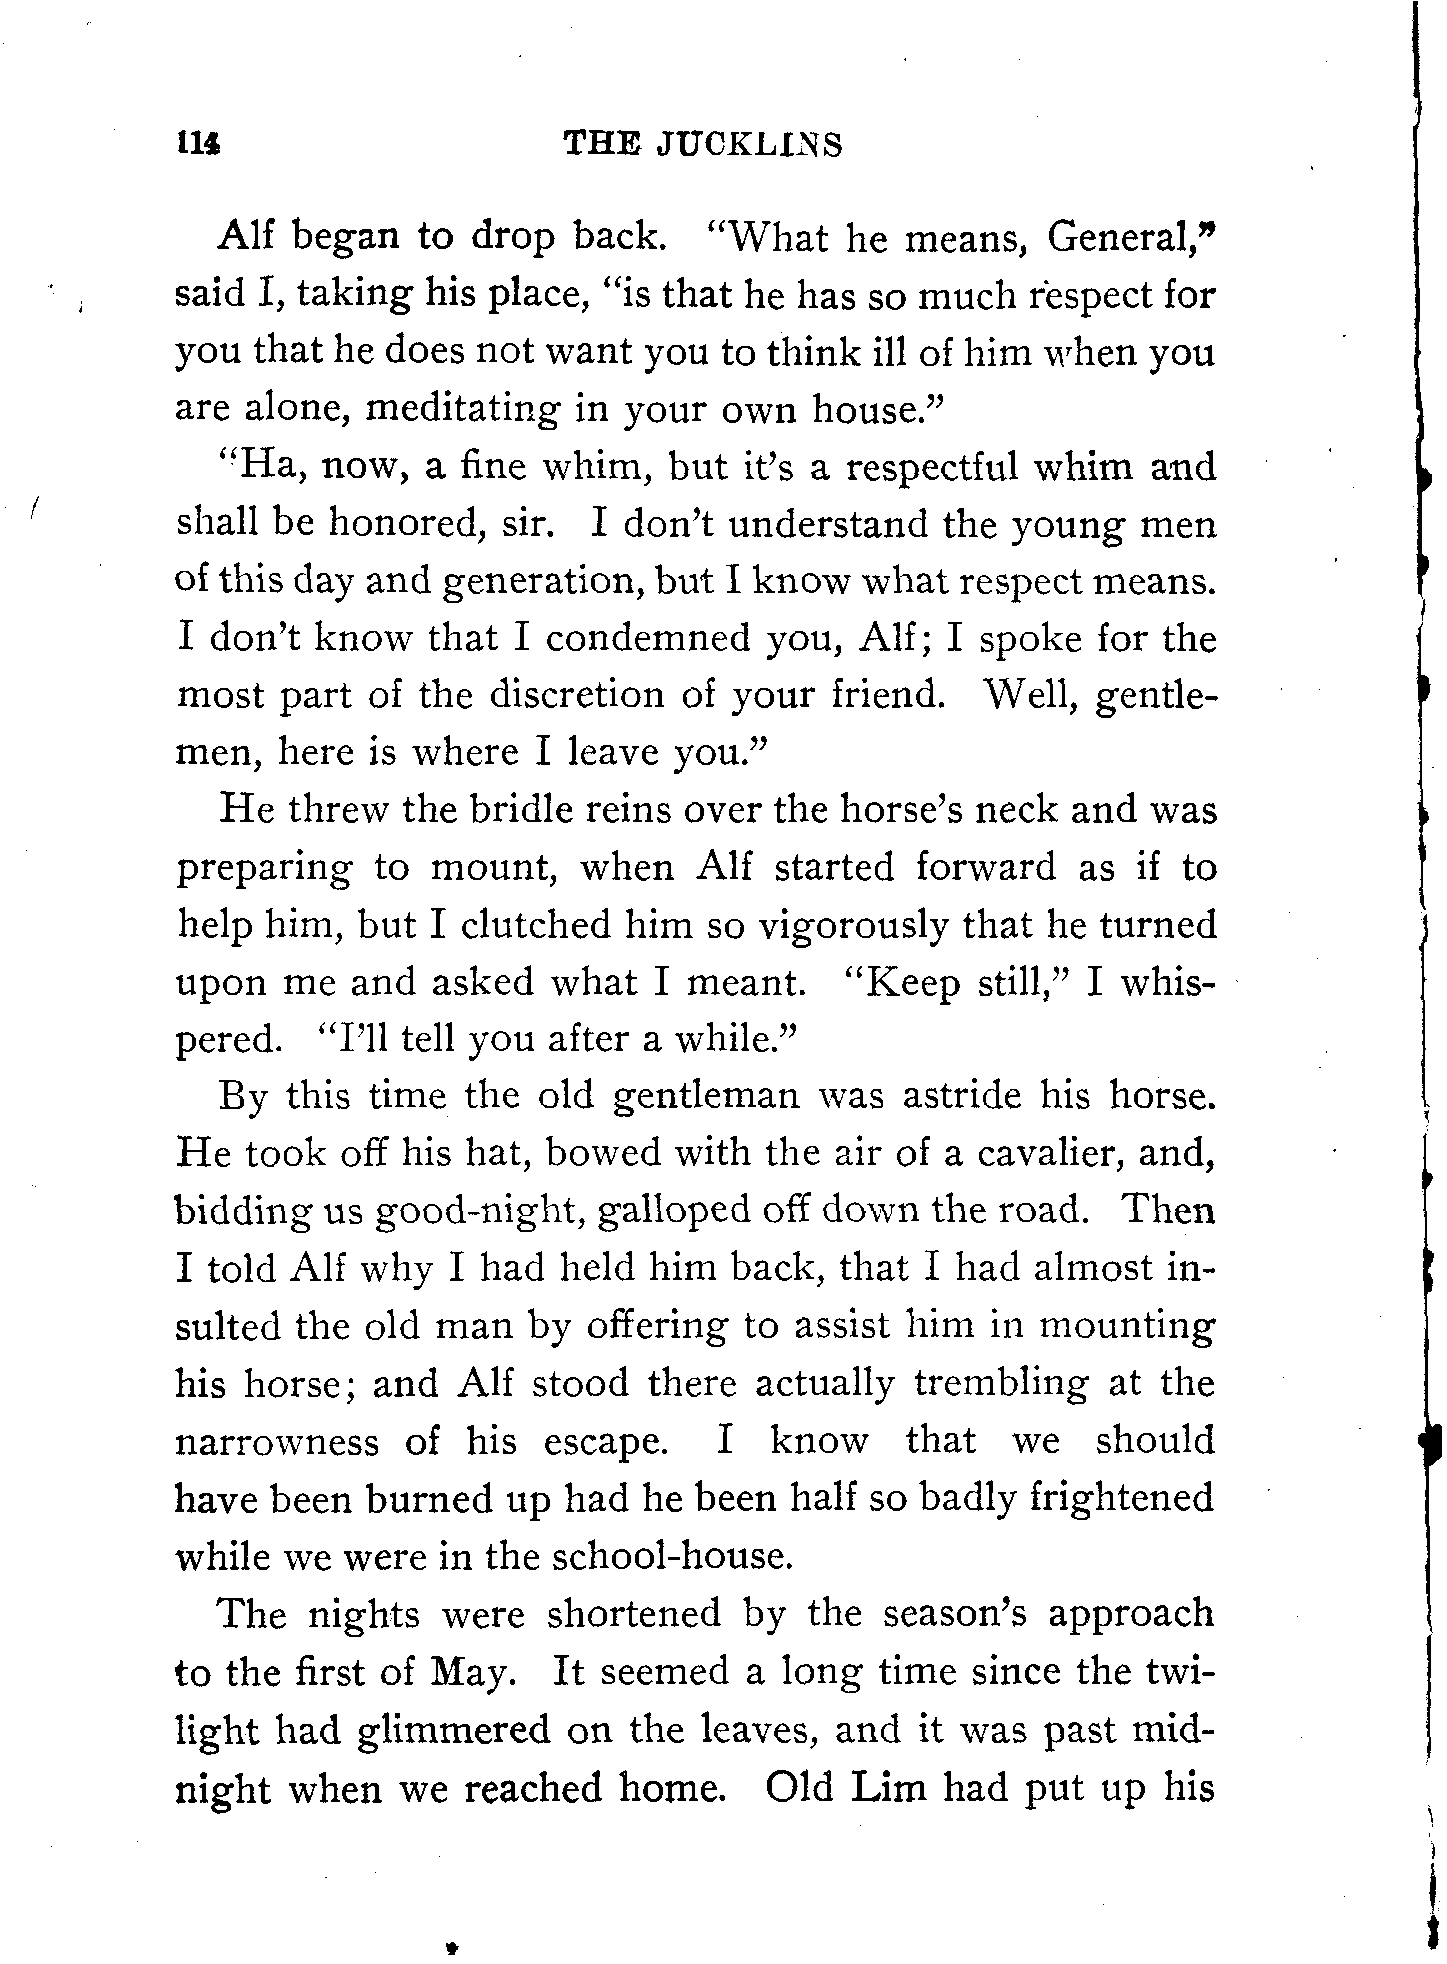 114 THE JUCKLINS
Alf began to drop back. “What he means, General,”
said I, taking his place, “is that he has so much respect for
you that he does not want you to think ill of him when you
are alone, meditating in your own house.”
“Ha, now, a fine whim, but it’s a respectful whim and
shall be honored, sir. I don’t understand the young men
of this day and generation, but I know what respect means.
I don’t know that I condemned you, Alf; I spoke for the
most part of the discretion of your friend. Well, gentle-
men, here is where I leave you.”
He threw the bridle reins over the horse’s neck and was
preparing to mount, when Alf started forward as if to
help him, but I clutched him so vigorously that he turned
upon me and asked what I meant. “Keep still,” I whis-
pered. “I’ll tell you after a while.”
By this time the old gentleman was astride his horse.
He took off his hat, bowed with the air of a cavalier, and,
bidding us good-night, galloped off down the road. Then
I told Alf why I had held him back, that I had almost in-
sulted the old man by offering to assist him in mounting
his horse; and Alf stood there actually trembling at the
narrowness of his escape. I know that we should
have been burned up had he been half so badly frightened
while we were in the school-house.
The nights were shortened by the season’s approach
to the first of May. It seemed a long time since the twi-
light had glimmered on the leaves, and it was past mid-
night when we reached home. Old Lim had put up his